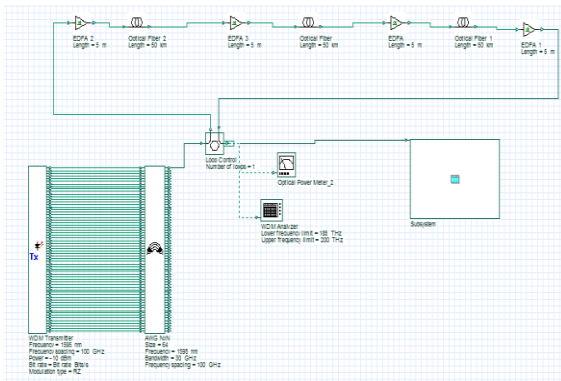 EDFA 2
Length = 5 m
Optical Fiber 2
Length = 50 km
EDFA 3
Length = 5 m
Optical Fiber
Length = 50 km
EDFA
Length = 5 m
Optical Fiber 1
Length = 50 km
EDFA 1
Length = 5 m
Loop Control
Number of loops = 1
Optical Power Meter_2
WDM Analyzer
Lower frequency limit = 186 THz
Upper frequency limit = 200 THz
Subsystem
Tx
WDM Transmitter
Frequency = 1595 nm
Frequency spacing = 100 GHz
Power = -10 dBm
Bit rate = Bit rate Bits/s
Modulation type = RZ
AWG NxN
Size = 64
Frequency = 1595 nm
Bandwidth = 30 GHz
Frequency spacing = 100 GHz